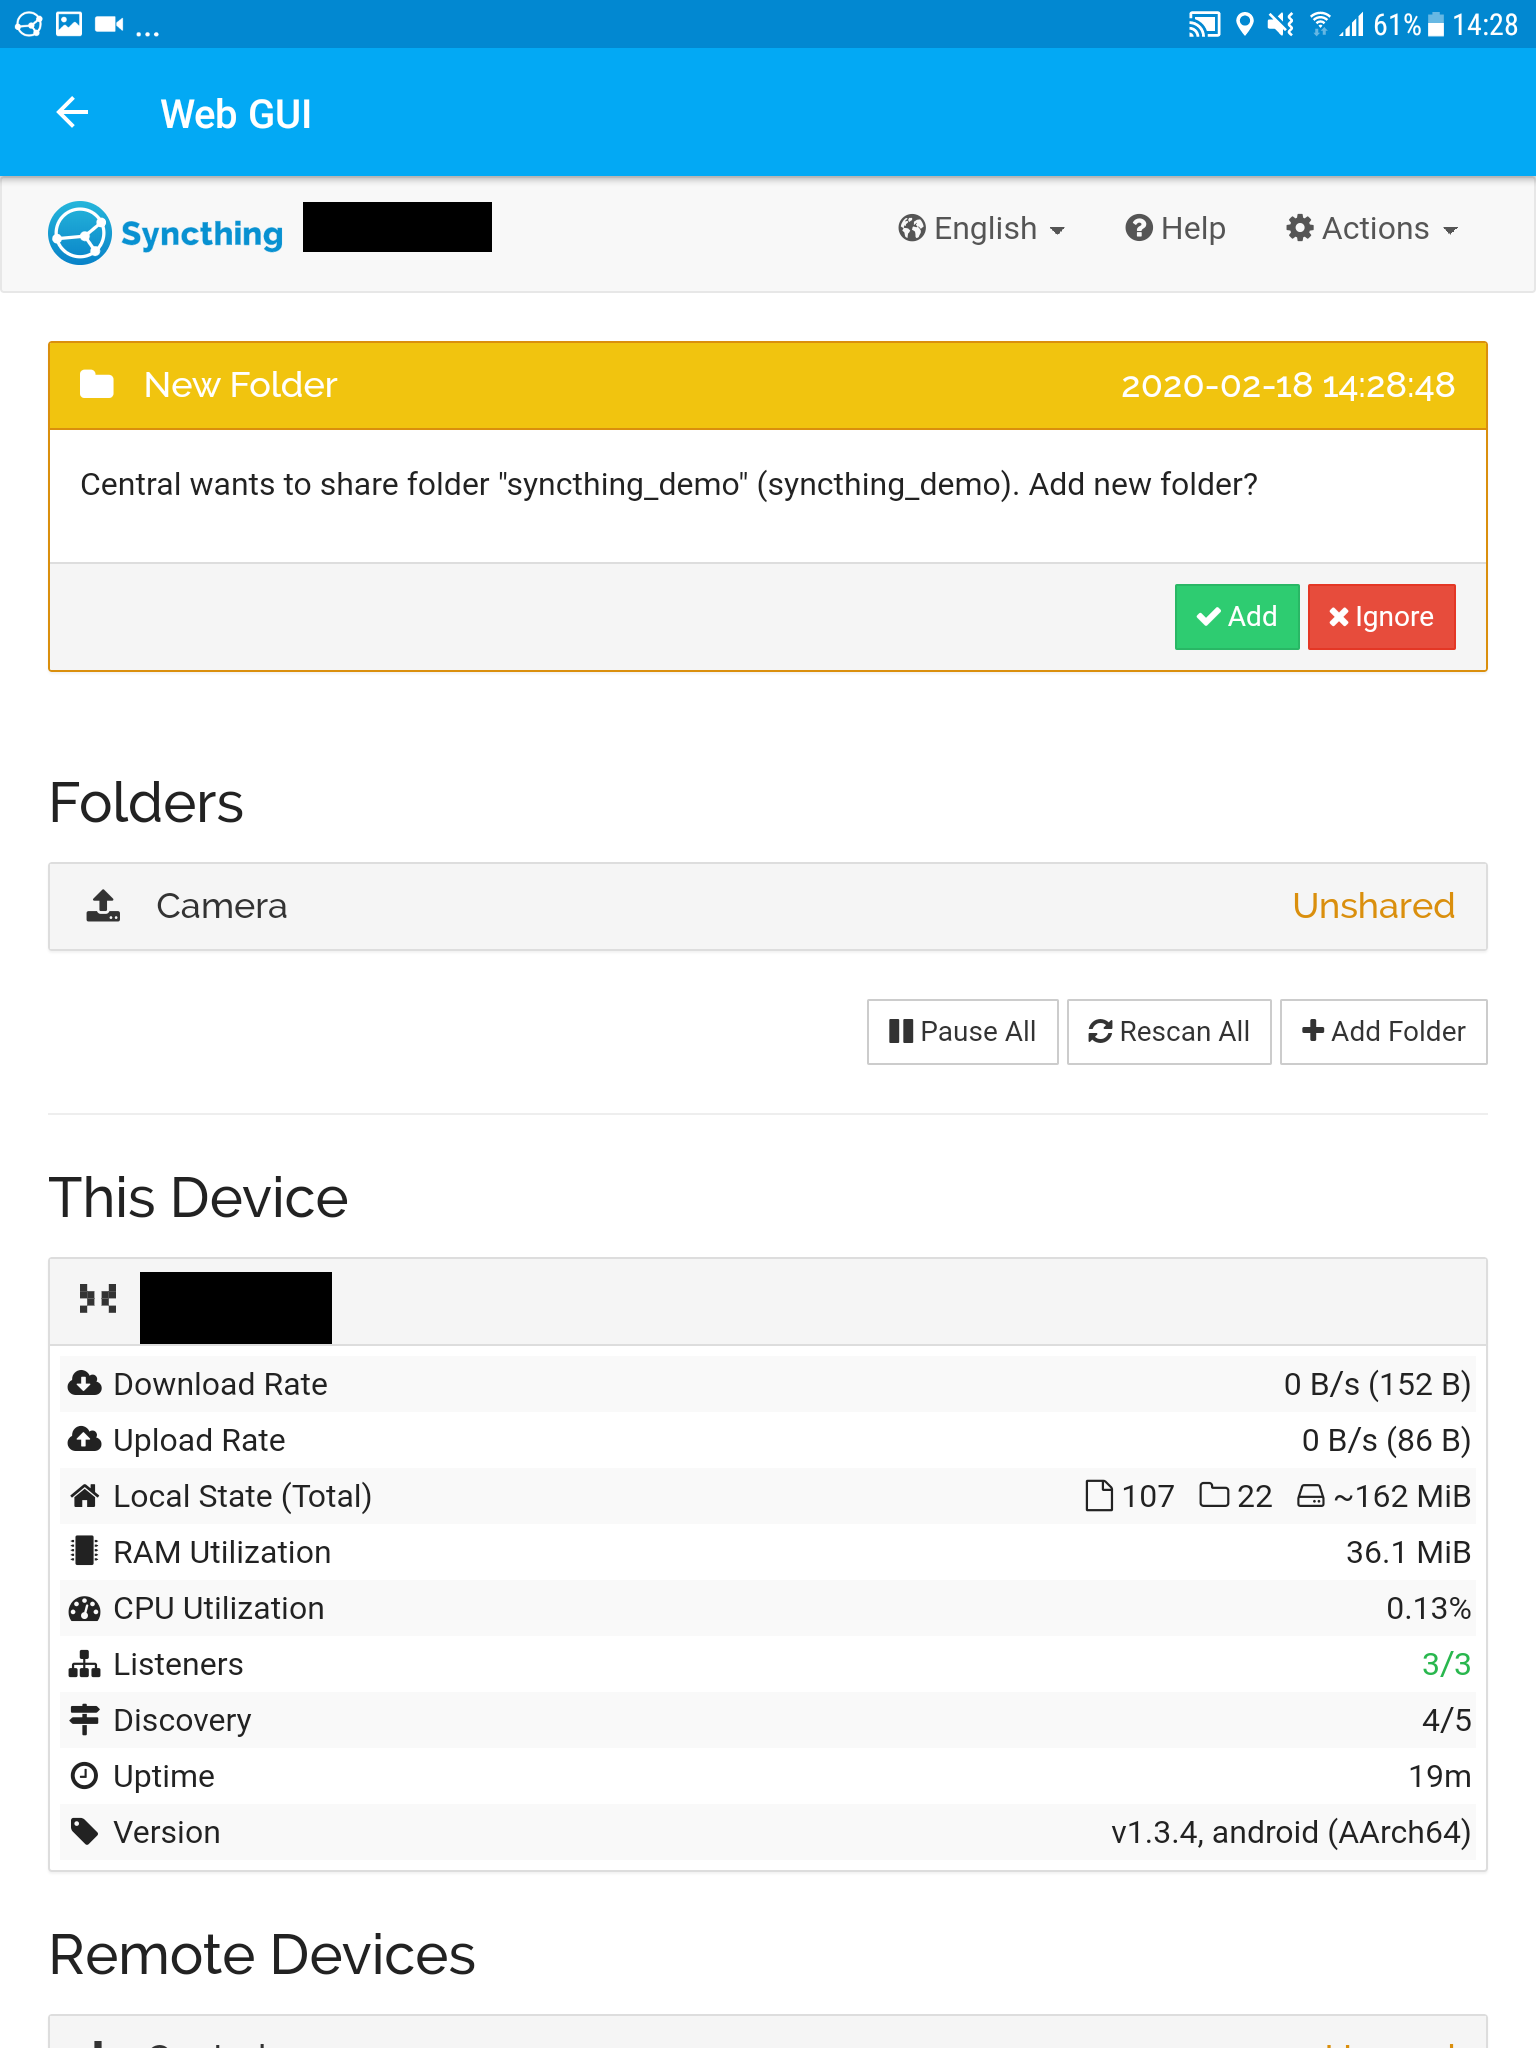 ... 61% 14:28
Web GUI
Syncthing English Help Actions
New Folder 2020-02-18 14:28:48
Central wants to share folder "syncthing_demo" (syncthing_demo). Add new folder?
Add Ignore
Folders
Camera Unshared
Pause All Rescan All Add Folder
This Device
Download Rate 0 B/s (152 B)
Upload Rate 0 B/s (86 B)
Local State (Total) 107 22 ~162 MiB
RAM Utilization 36.1 MiB
CPU Utilization 0.13%
Listeners 3/3
Discovery 4/5
Uptime 19m
Version v1.3.4, android (AArch64)
Remote Devices